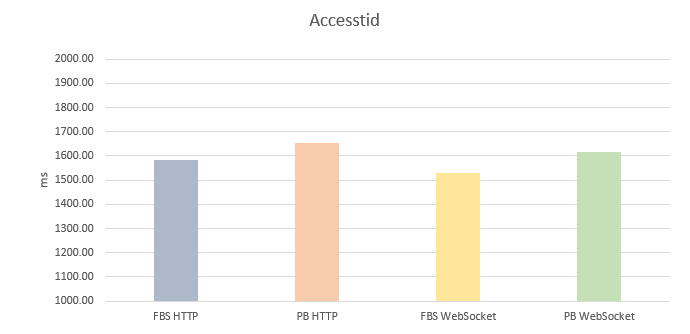 Accesstid
2000.00
1900.00
1800.00
1700.00
1600.00
1500.00
1400.00
1300.00
1200.00
1100.00
1000.00
ms
FBS HTTP
PB HTTP
FBS WebSocket
PB WebSocket